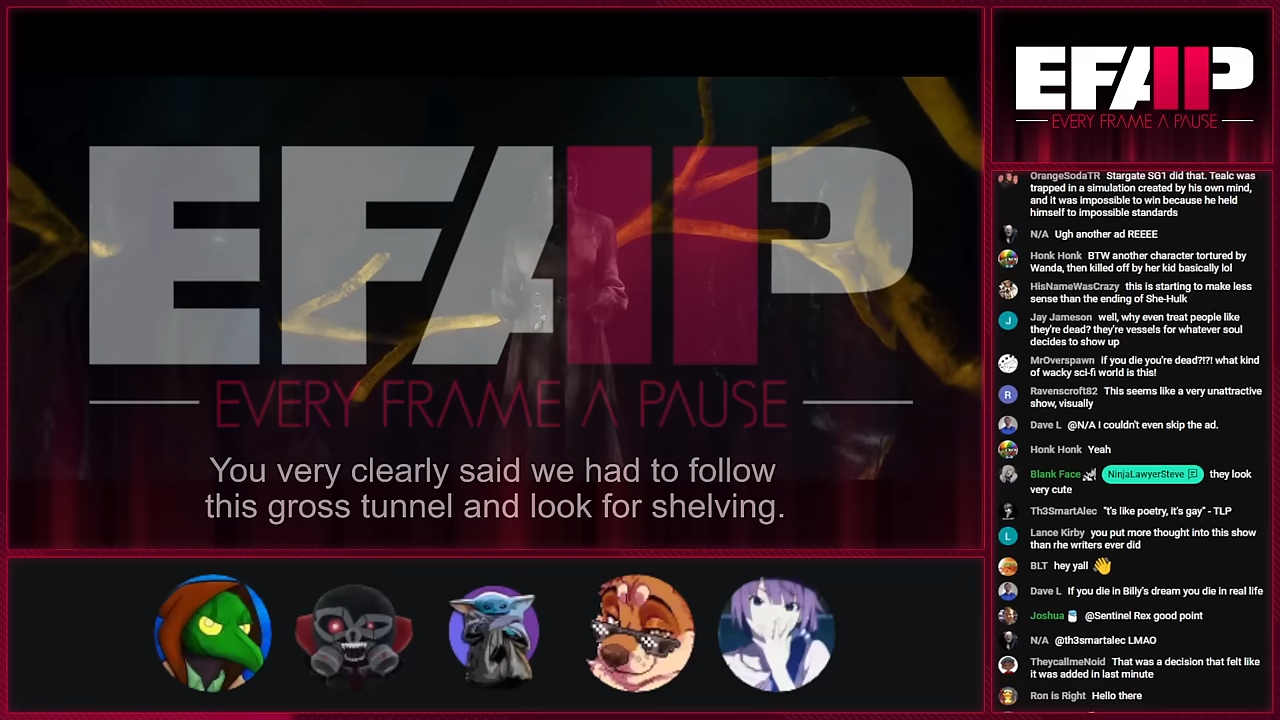 EFAP
EVERY FRAME A PAUSE
You very clearly said we had to follow
this gross tunnel and look for shelving.
EFAP
EVERY FRAME A PAUSE
OrangeSodaTR Stargate SG1 did that. Tealc was
trapped in a simulation created by his own mind,
and it was impossible to win because he held
himself to impossible standards
N/A Ugh another ad REEEE
Honk Honk BTW another character tortured by
Wanda, then killed off by her kid basically lol
HisNameWasCrazy this is starting to make less
sense than the ending of She-Hulk
J
Jay Jameson well, why even treat people like
they're dead? they're vessels for whatever soul
decides to show up
MrOverspawn If you die you're dead?!?! what kind
of wacky sci-fi world is this!
R
Ravenscroft82 This seems like a very unattractive
show, visually
Dave L @N/A I couldn't even skip the ad.
Honk Honk Yeah
Blank Face NinjaLawyerSteve they look
very cute
Th3SmartAlec "t's like poetry, it's gay" - TLP
L
Lance Kirby you put more thought into this show
than rhe writers ever did
BLT hey yall 👋
Dave L If you die in Billy's dream you die in real life
Joshua @Sentinel Rex good point
N/A @th3smartalec LMAO
TheycallmeNoid That was a decision that felt like
it was added in last minute
Ron is Right Hello there